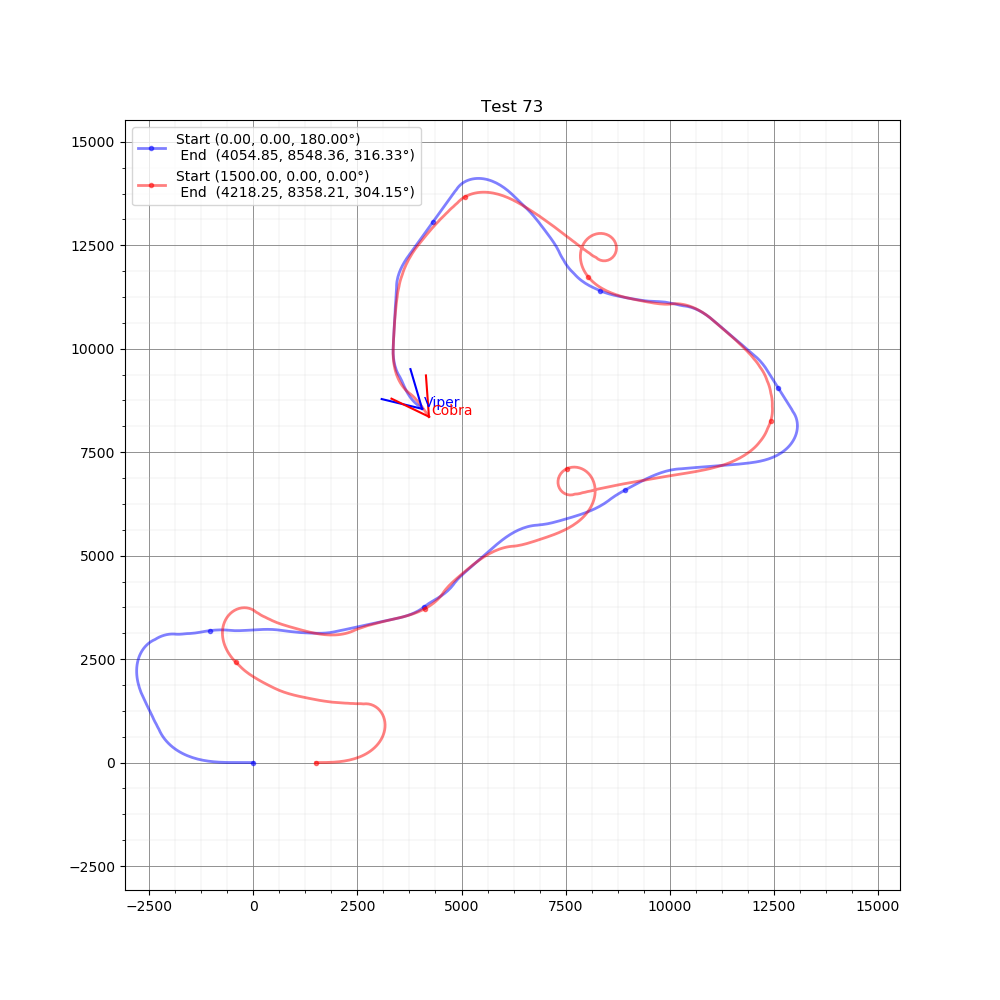 Test 73
Start (0.00, 0.00, 180.00°)
End (4054.85, 8548.36, 316.33°)
Start (1500.00, 0.00, 0.00°)
End (4218.25, 8358.21, 304.15°)
15000
12500
10000
7500
5000
2500
0
−2500
Viper
Cobra
−2500 0 2500 5000 7500 10000 12500 15000